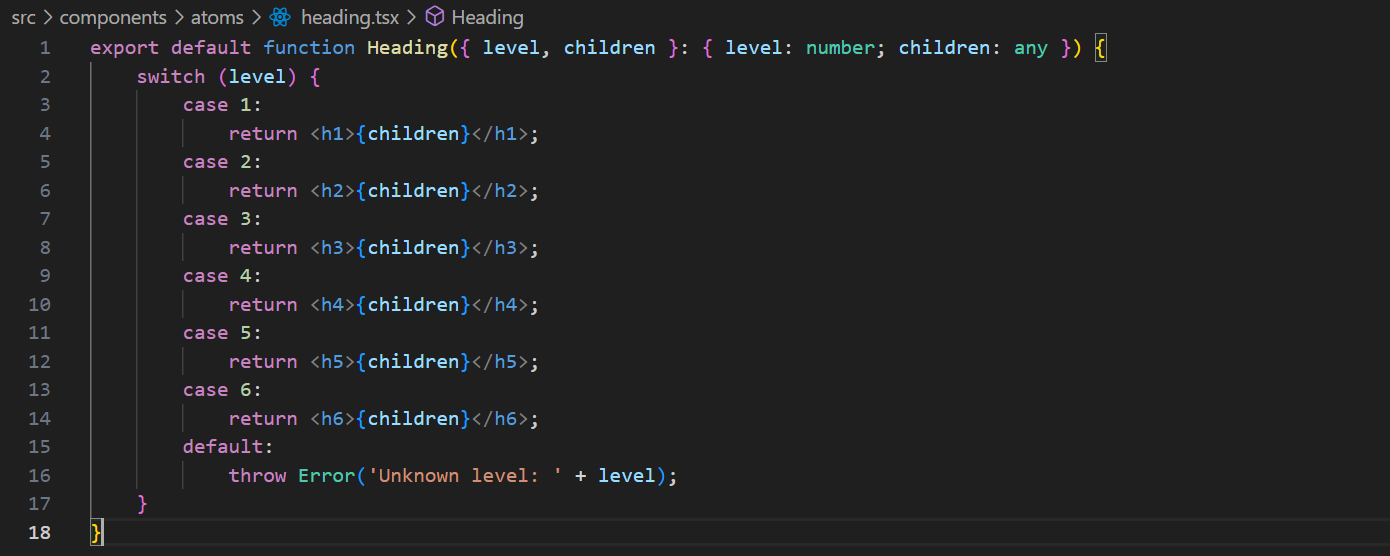 src > components > atoms > heading.tsx > Heading
1 export default function Heading({ level, children }: { level: number; children: any }) {
2     switch (level) {
3         case 1:
4             return <h1>{children}</h1>;
5         case 2:
6             return <h2>{children}</h2>;
7         case 3:
8             return <h3>{children}</h3>;
9         case 4:
10             return <h4>{children}</h4>;
11         case 5:
12             return <h5>{children}</h5>;
13         case 6:
14             return <h6>{children}</h6>;
15         default:
16             throw Error('Unknown level: ' + level);
17     }
18 }